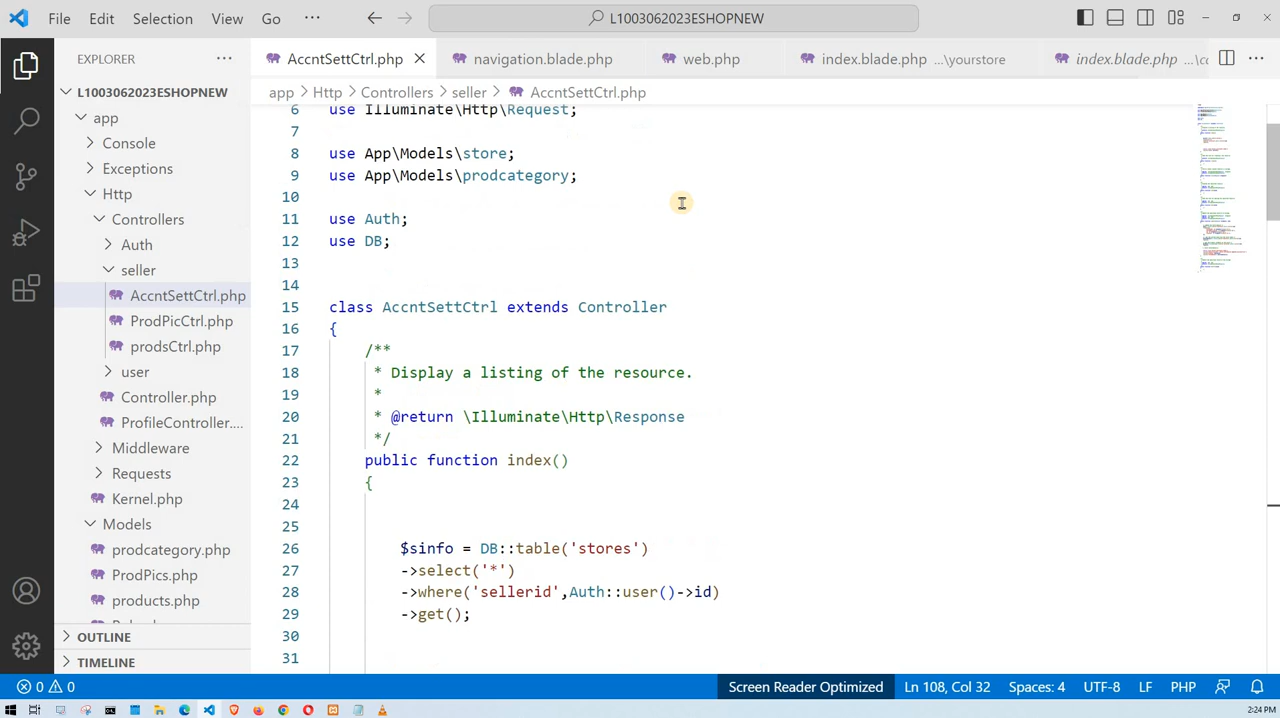 File Edit Selection View Go ··· L1003062023ESHOPNEW
EXPLORER ···
AccntSettCtrl.php navigation.blade.php web.php index.blade.php ...\yourstore index.blade.php ...\ca
L1003062023ESHOPNEW
app > Http > Controllers > seller > AccntSettCtrl.php
app
Console
Exceptions
Http
Controllers
Auth
seller
AccntSettCtrl.php
ProdPicCtrl.php
prodsCtrl.php
user
Controller.php
ProfileController....
Middleware
Requests
Kernel.php
Models
prodcategory.php
ProdPics.php
products.php
OUTLINE
TIMELINE
6 use Illuminate\Http\Request;
7
8 use App\Models\store;
9 use App\Models\prodcategory;
10
11 use Auth;
12 use DB;
13
14
15 class AccntSettCtrl extends Controller
16 {
17 /**
18 * Display a listing of the resource.
19 *
20 * @return \Illuminate\Http\Response
21 */
22 public function index()
23 {
24
25
26 $sinfo = DB::table('stores')
27 ->select('*')
28 ->where('sellerid',Auth::user()->id)
29 ->get();
30
31
0 0 Screen Reader Optimized Ln 108, Col 32 Spaces: 4 UTF-8 LF PHP
2:24 PM